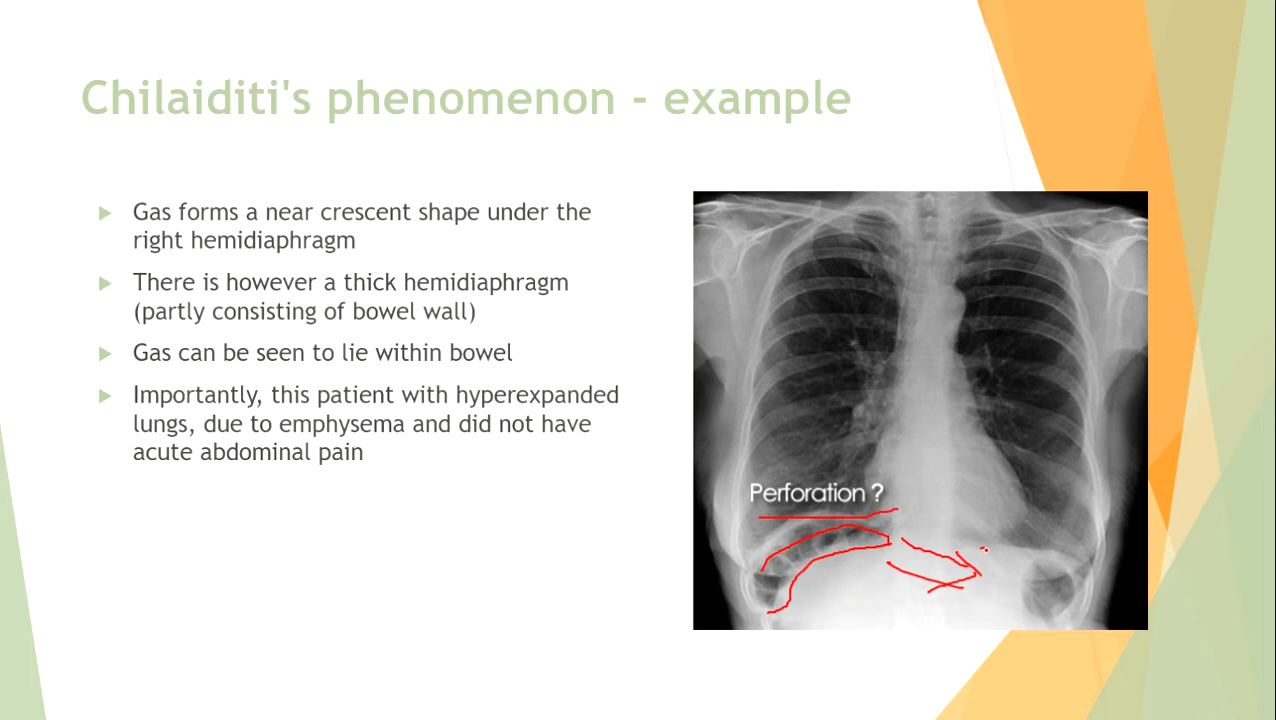 Chilaiditi's phenomenon - example
Gas forms a near crescent shape under the
right hemidiaphragm
There is however a thick hemidiaphragm
(partly consisting of bowel wall)
Gas can be seen to lie within bowel
Importantly, this patient with hyperexpanded
lungs, due to emphysema and did not have
acute abdominal pain
Perforation ?